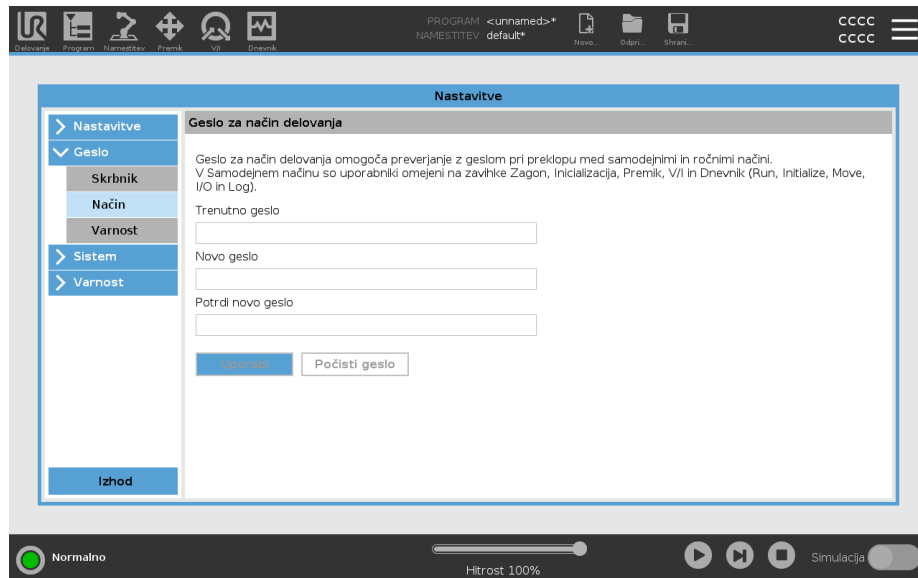 PROGRAM <unnamed>*
NAMESTITEV default*
CCCC
CCCC
Delovanje Program Namestitev Premik V/I Dnevnik Novo... Odpri... Shrani...
Nastavitve
Nastavitve
Geslo
Skrbnik
Način
Varnost
Sistem
Varnost
Izhod
Geslo za način delovanja
Geslo za način delovanja omogoča preverjanje z geslom pri preklopu med samodejnimi in ročnimi načini.
V Samodejnem načinu so uporabniki omejeni na zavihke Zagon, Inicializacija, Premik, V/I in Dnevnik (Run, Initialize, Move,
I/O in Log).
Trenutno geslo
Novo geslo
Potrdi novo geslo
Uporabi Počisti geslo
Normalno
Hitrost 100%
Simulacija